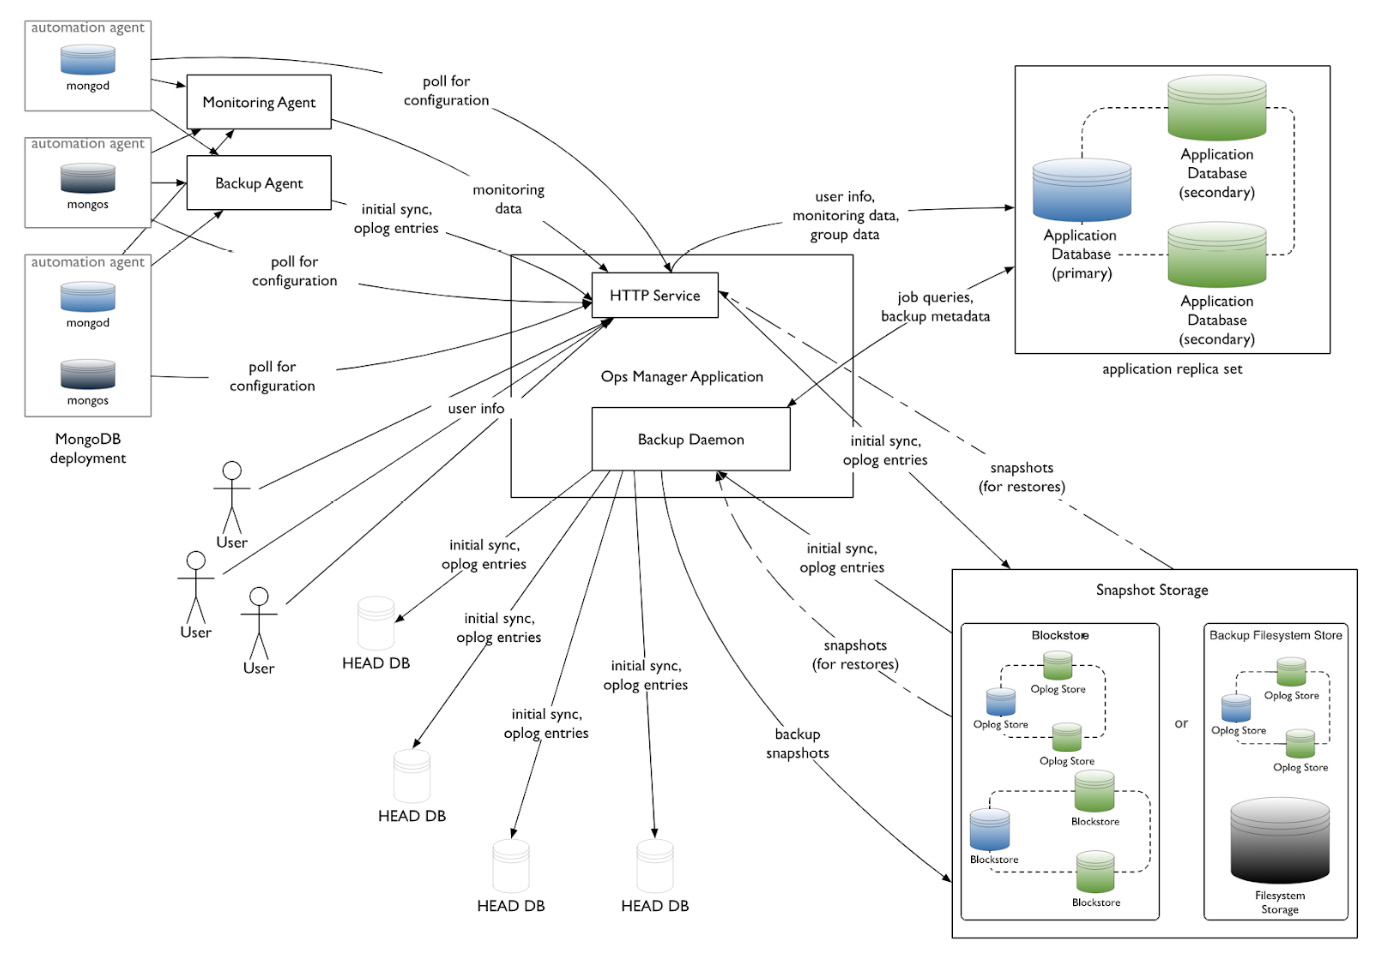 automation agent
mongod
automation agent
mongos
automation agent
mongod
mongos
MongoDB
deployment
Monitoring Agent
Backup Agent
poll for
configuration
monitoring
data
initial sync,
oplog entries
poll for
configuration
poll for
configuration
user info
User
User
User
HTTP Service
Ops Manager Application
Backup Daemon
user info,
monitoring data,
group data
job queries,
backup metadata
Application
Database
(primary)
Application
Database
(secondary)
Application
Database
(secondary)
application replica set
initial sync,
oplog entries
snapshots
(for restores)
initial sync,
oplog entries
snapshots
(for restores)
backup
snapshots
initial sync,
oplog entries
initial sync,
oplog entries
initial sync,
oplog entries
initial sync,
oplog entries
HEAD DB
HEAD DB
HEAD DB
HEAD DB
Snapshot Storage
Blockstore
Oplog Store
Oplog Store
Oplog Store
Blockstore
Blockstore
Blockstore
or
Backup Filesystem Store
Oplog Store
Oplog Store
Oplog Store
Filesystem
Storage